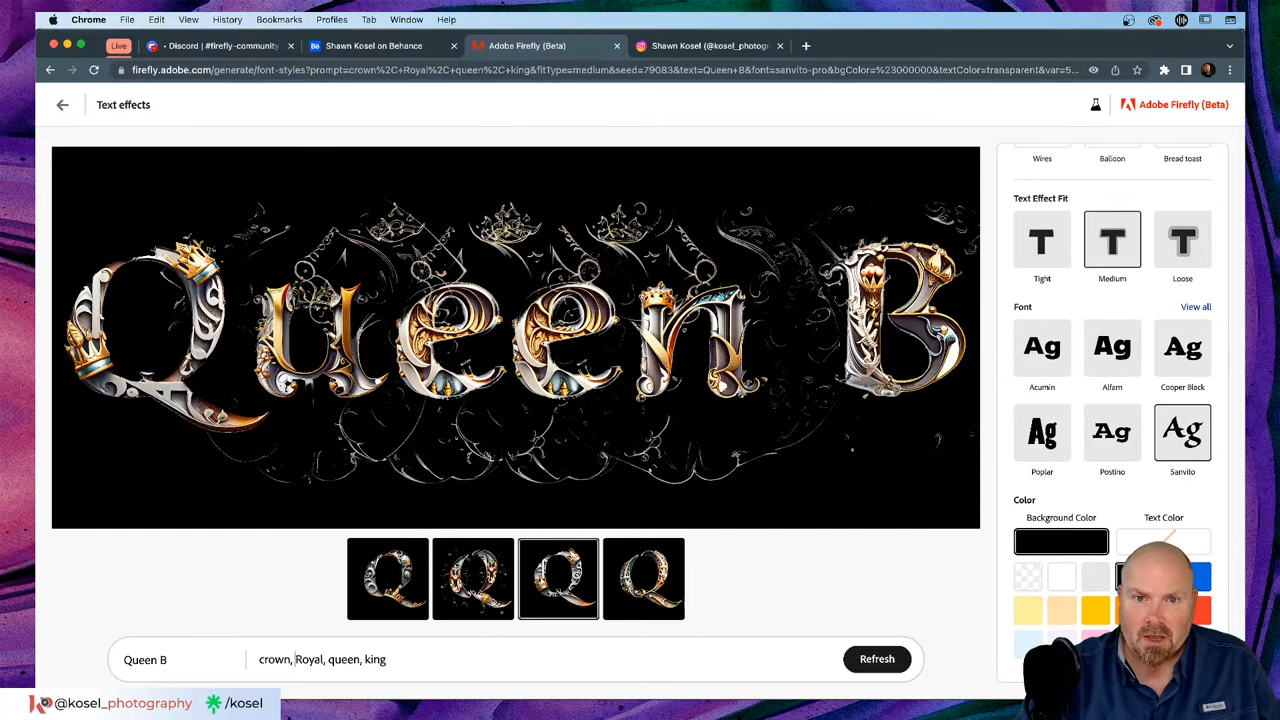 Chrome File Edit View History Bookmarks Profiles Tab Window Help
Live • Discord | #firefly-community Shawn Kosel on Behance Adobe Firefly (Beta) Shawn Kosel (@kosel_photogr
firefly.adobe.com/generate/font-styles?prompt=crown%2C+Royal%2C+queen%2C+king&fitType=medium&seed=79083&text=Queen+B&font=sanvito-pro&bgColor=%23000000&textColor=transparent&var=5...
Text effects
Adobe Firefly (Beta)
Wires Balloon Bread toast
Text Effect Fit
T T T
Tight Medium Loose
Font View all
Ag Ag Ag
Acumin Alfarn Cooper Black
Ag Ag Ag
Poplar Postino Sanvito
Color
Background Color Text Color
Queen B
Q Q Q Q
Queen B crown, Royal, queen, king Refresh
@kosel_photography /kosel